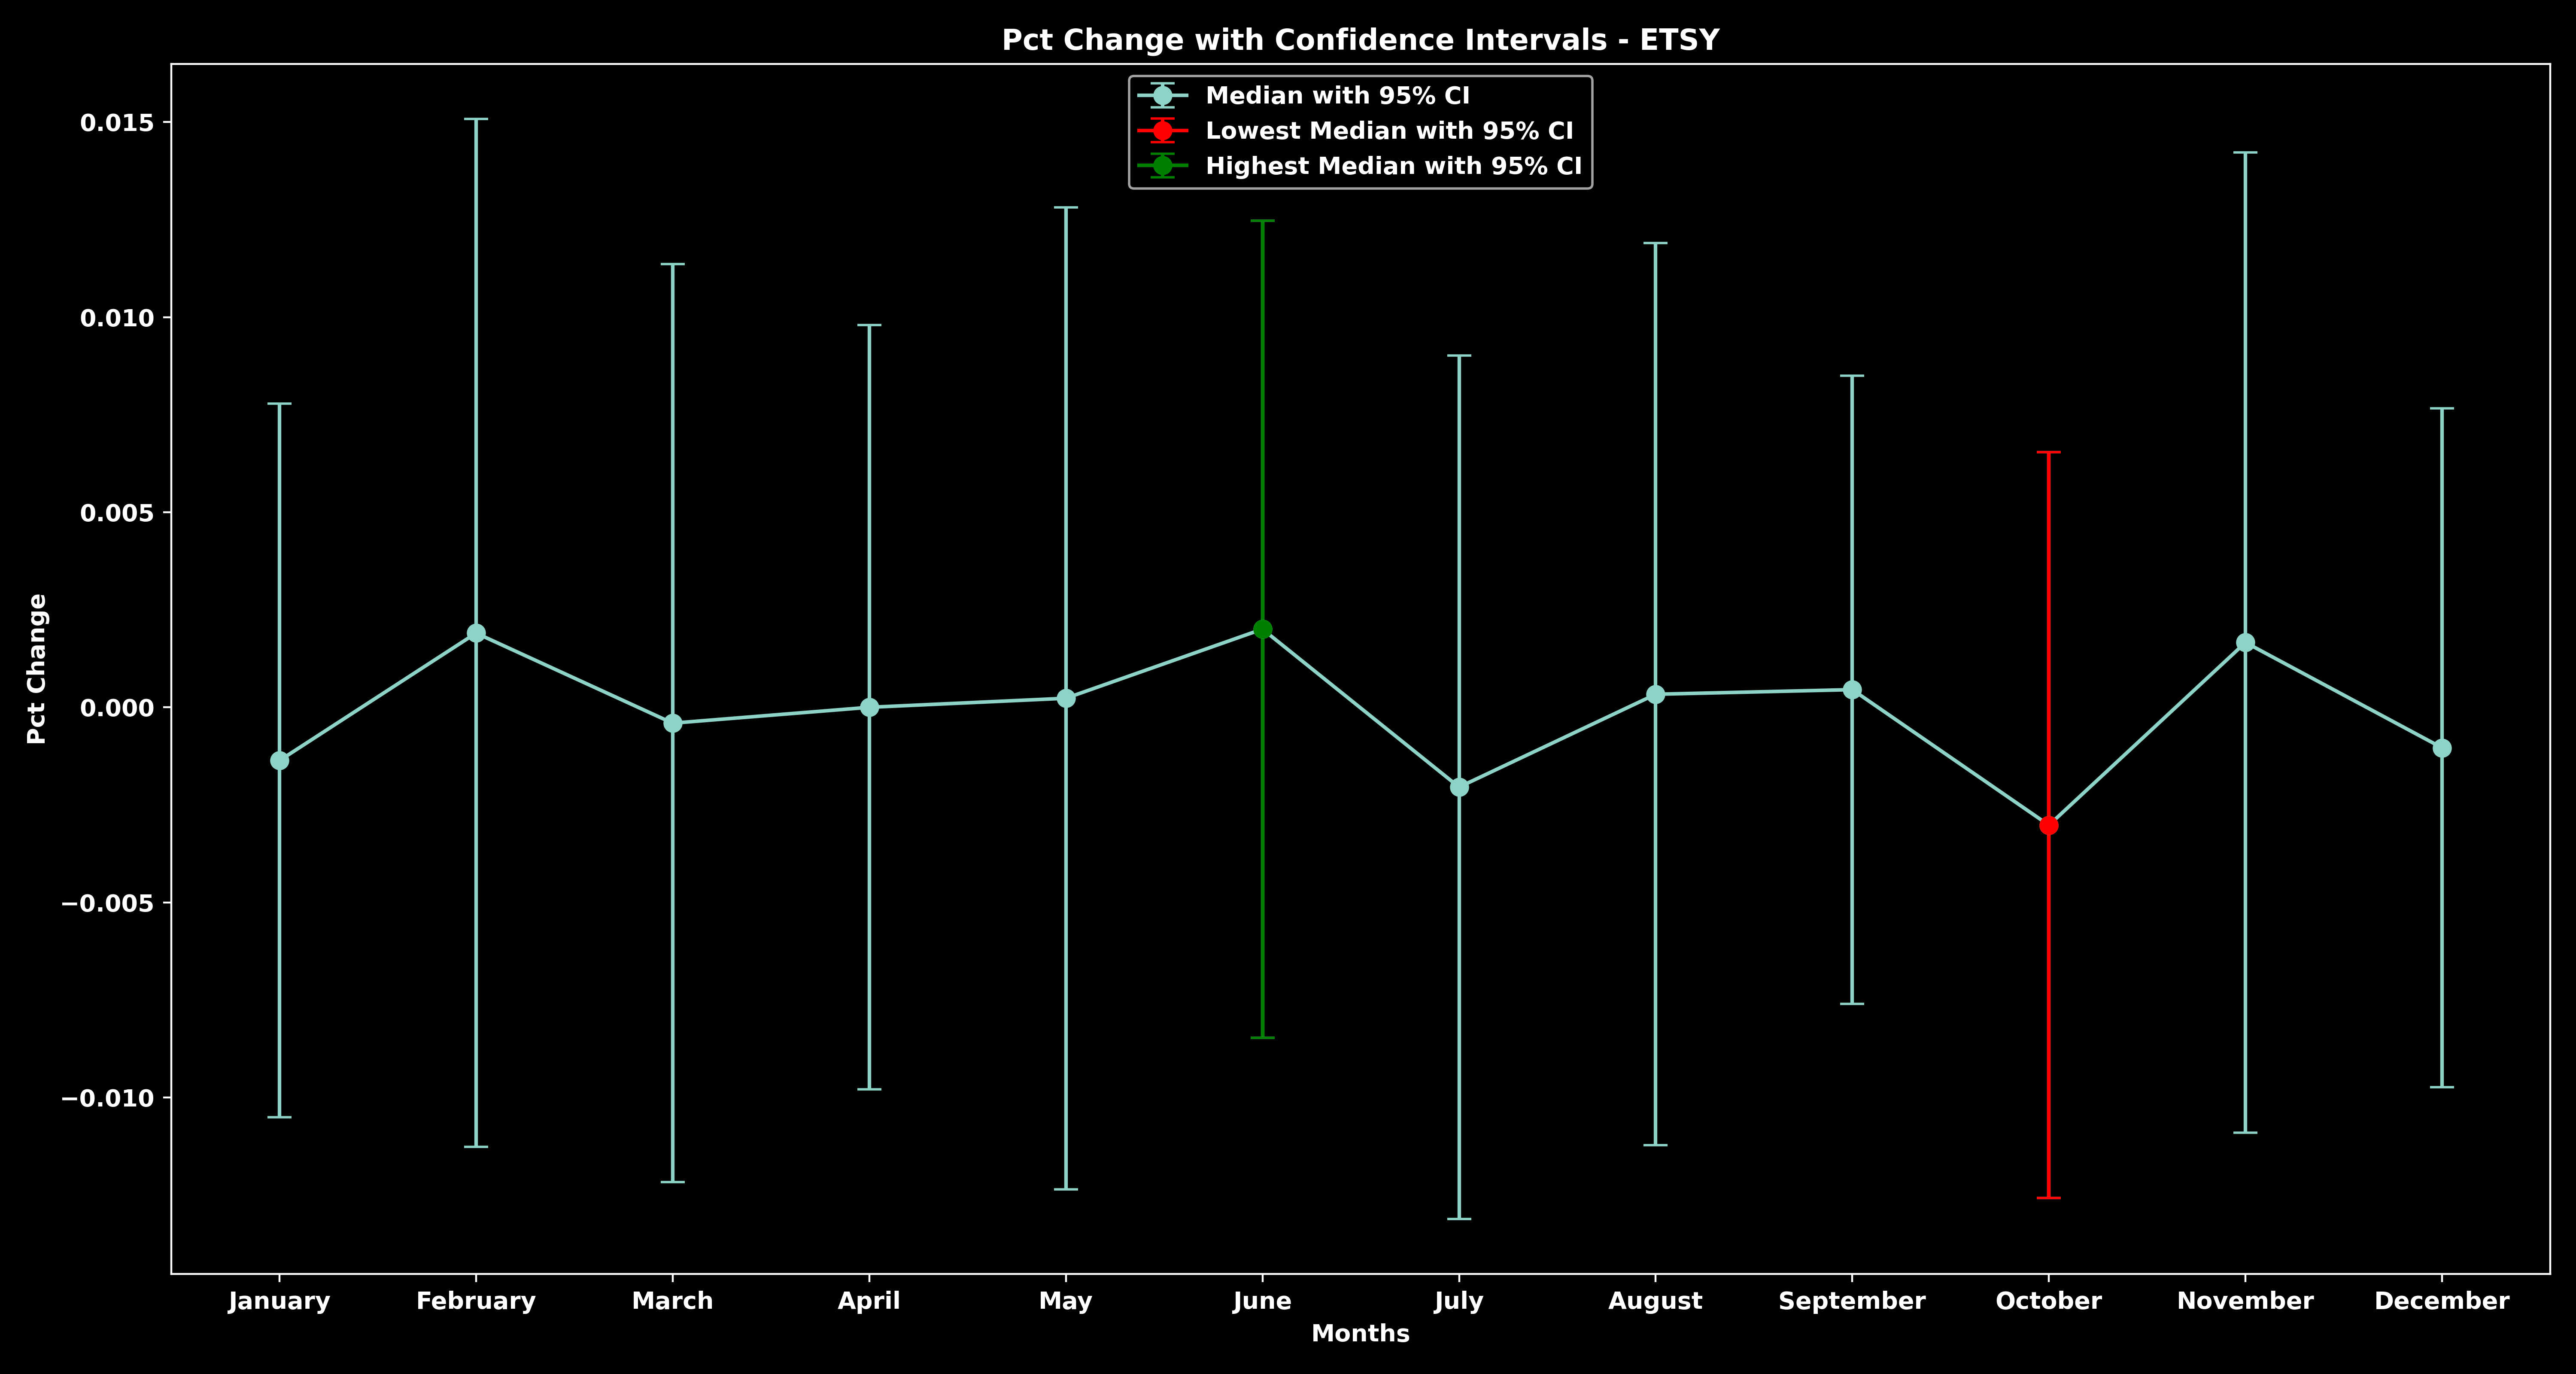 Pct Change with Confidence Intervals - ETSY
Median with 95% CI
Lowest Median with 95% CI
Highest Median with 95% CI
0.015
0.010
0.005
0.000
−0.005
−0.010
Pct Change
January February March April May June July August September October November December
Months